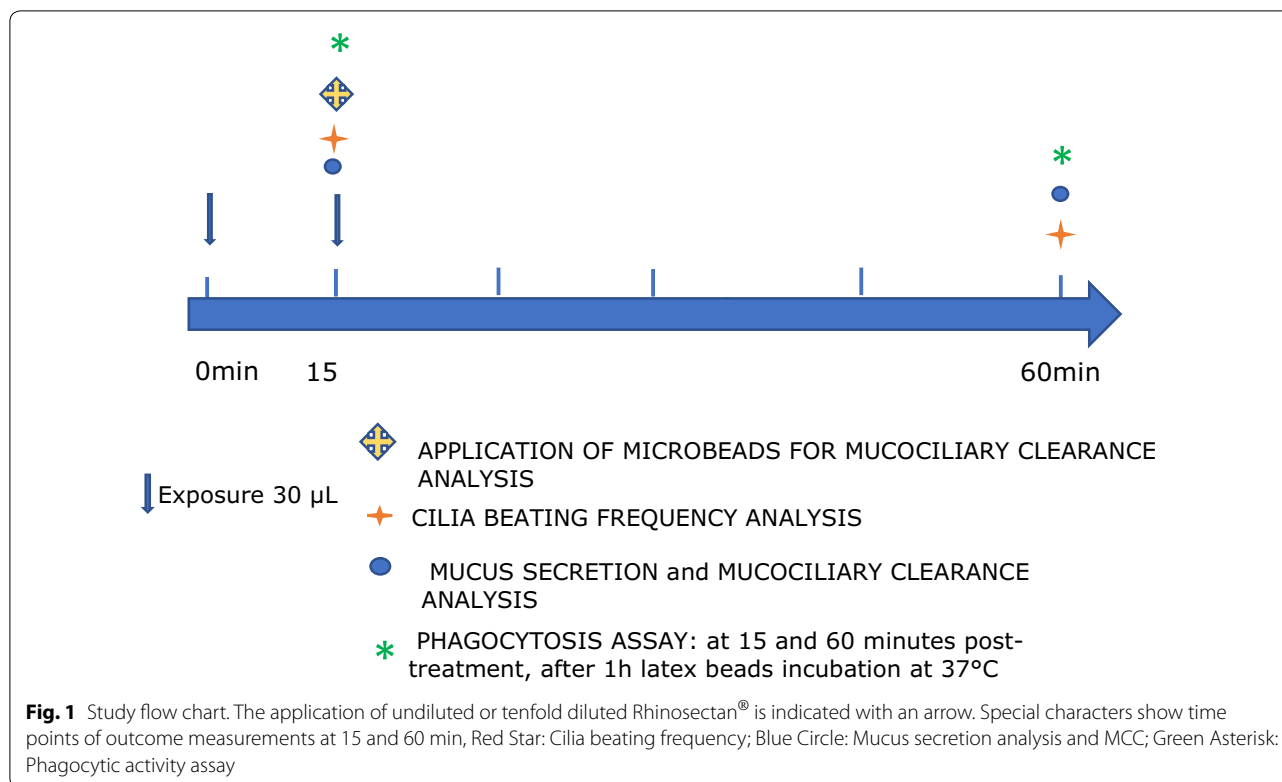 0min 15 60min
APPLICATION OF MICROBEADS FOR MUCOCILIARY CLEARANCE
ANALYSIS
Exposure 30 µL
CILIA BEATING FREQUENCY ANALYSIS
MUCUS SECRETION and MUCOCILIARY CLEARANCE
ANALYSIS
* PHAGOCYTOSIS ASSAY: at 15 and 60 minutes post-
treatment, after 1h latex beads incubation at 37°C
Fig. 1 Study flow chart. The application of undiluted or tenfold diluted Rhinosectan® is indicated with an arrow. Special characters show time
points of outcome measurements at 15 and 60 min, Red Star: Cilia beating frequency; Blue Circle: Mucus secretion analysis and MCC; Green Asterisk:
Phagocytic activity assay